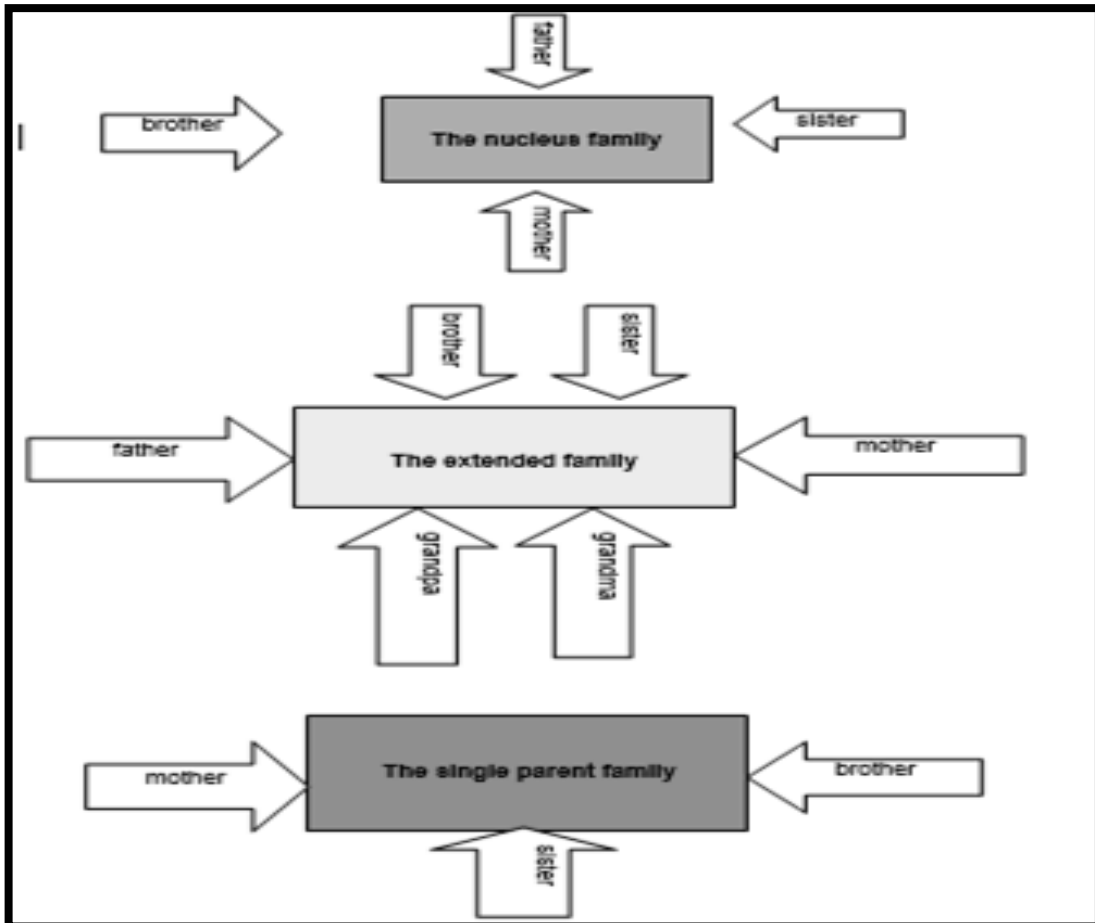 father
brother
The nucleus family
sister
mother
brother
sister
father
The extended family
mother
grandpa
grandma
mother
The single parent family
brother
sister